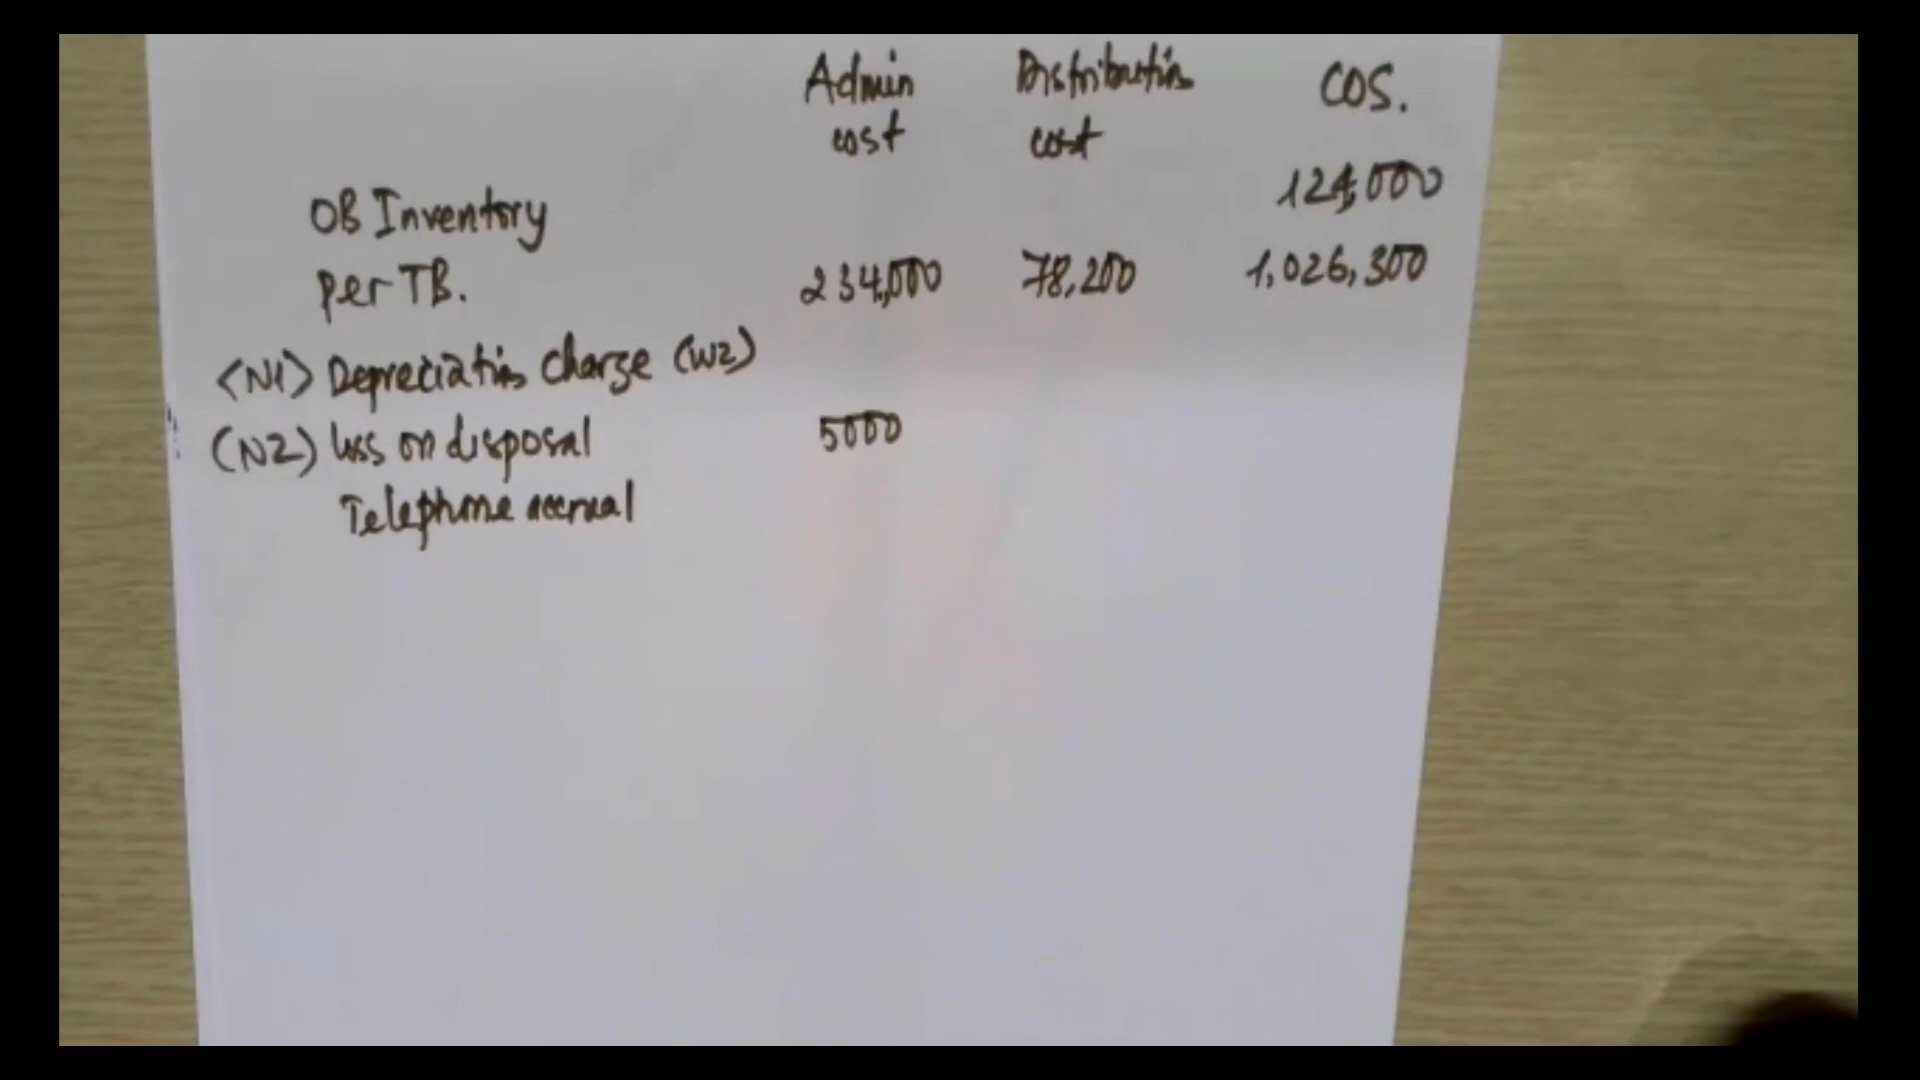 Admin Distribution COS.
cost cost
OB Inventory 124,000
per TB. 234,000 78,200 1,026,300
(N1) Depreciation charge (W2)
(N2) loss on disposal 5000
Telephone accrual